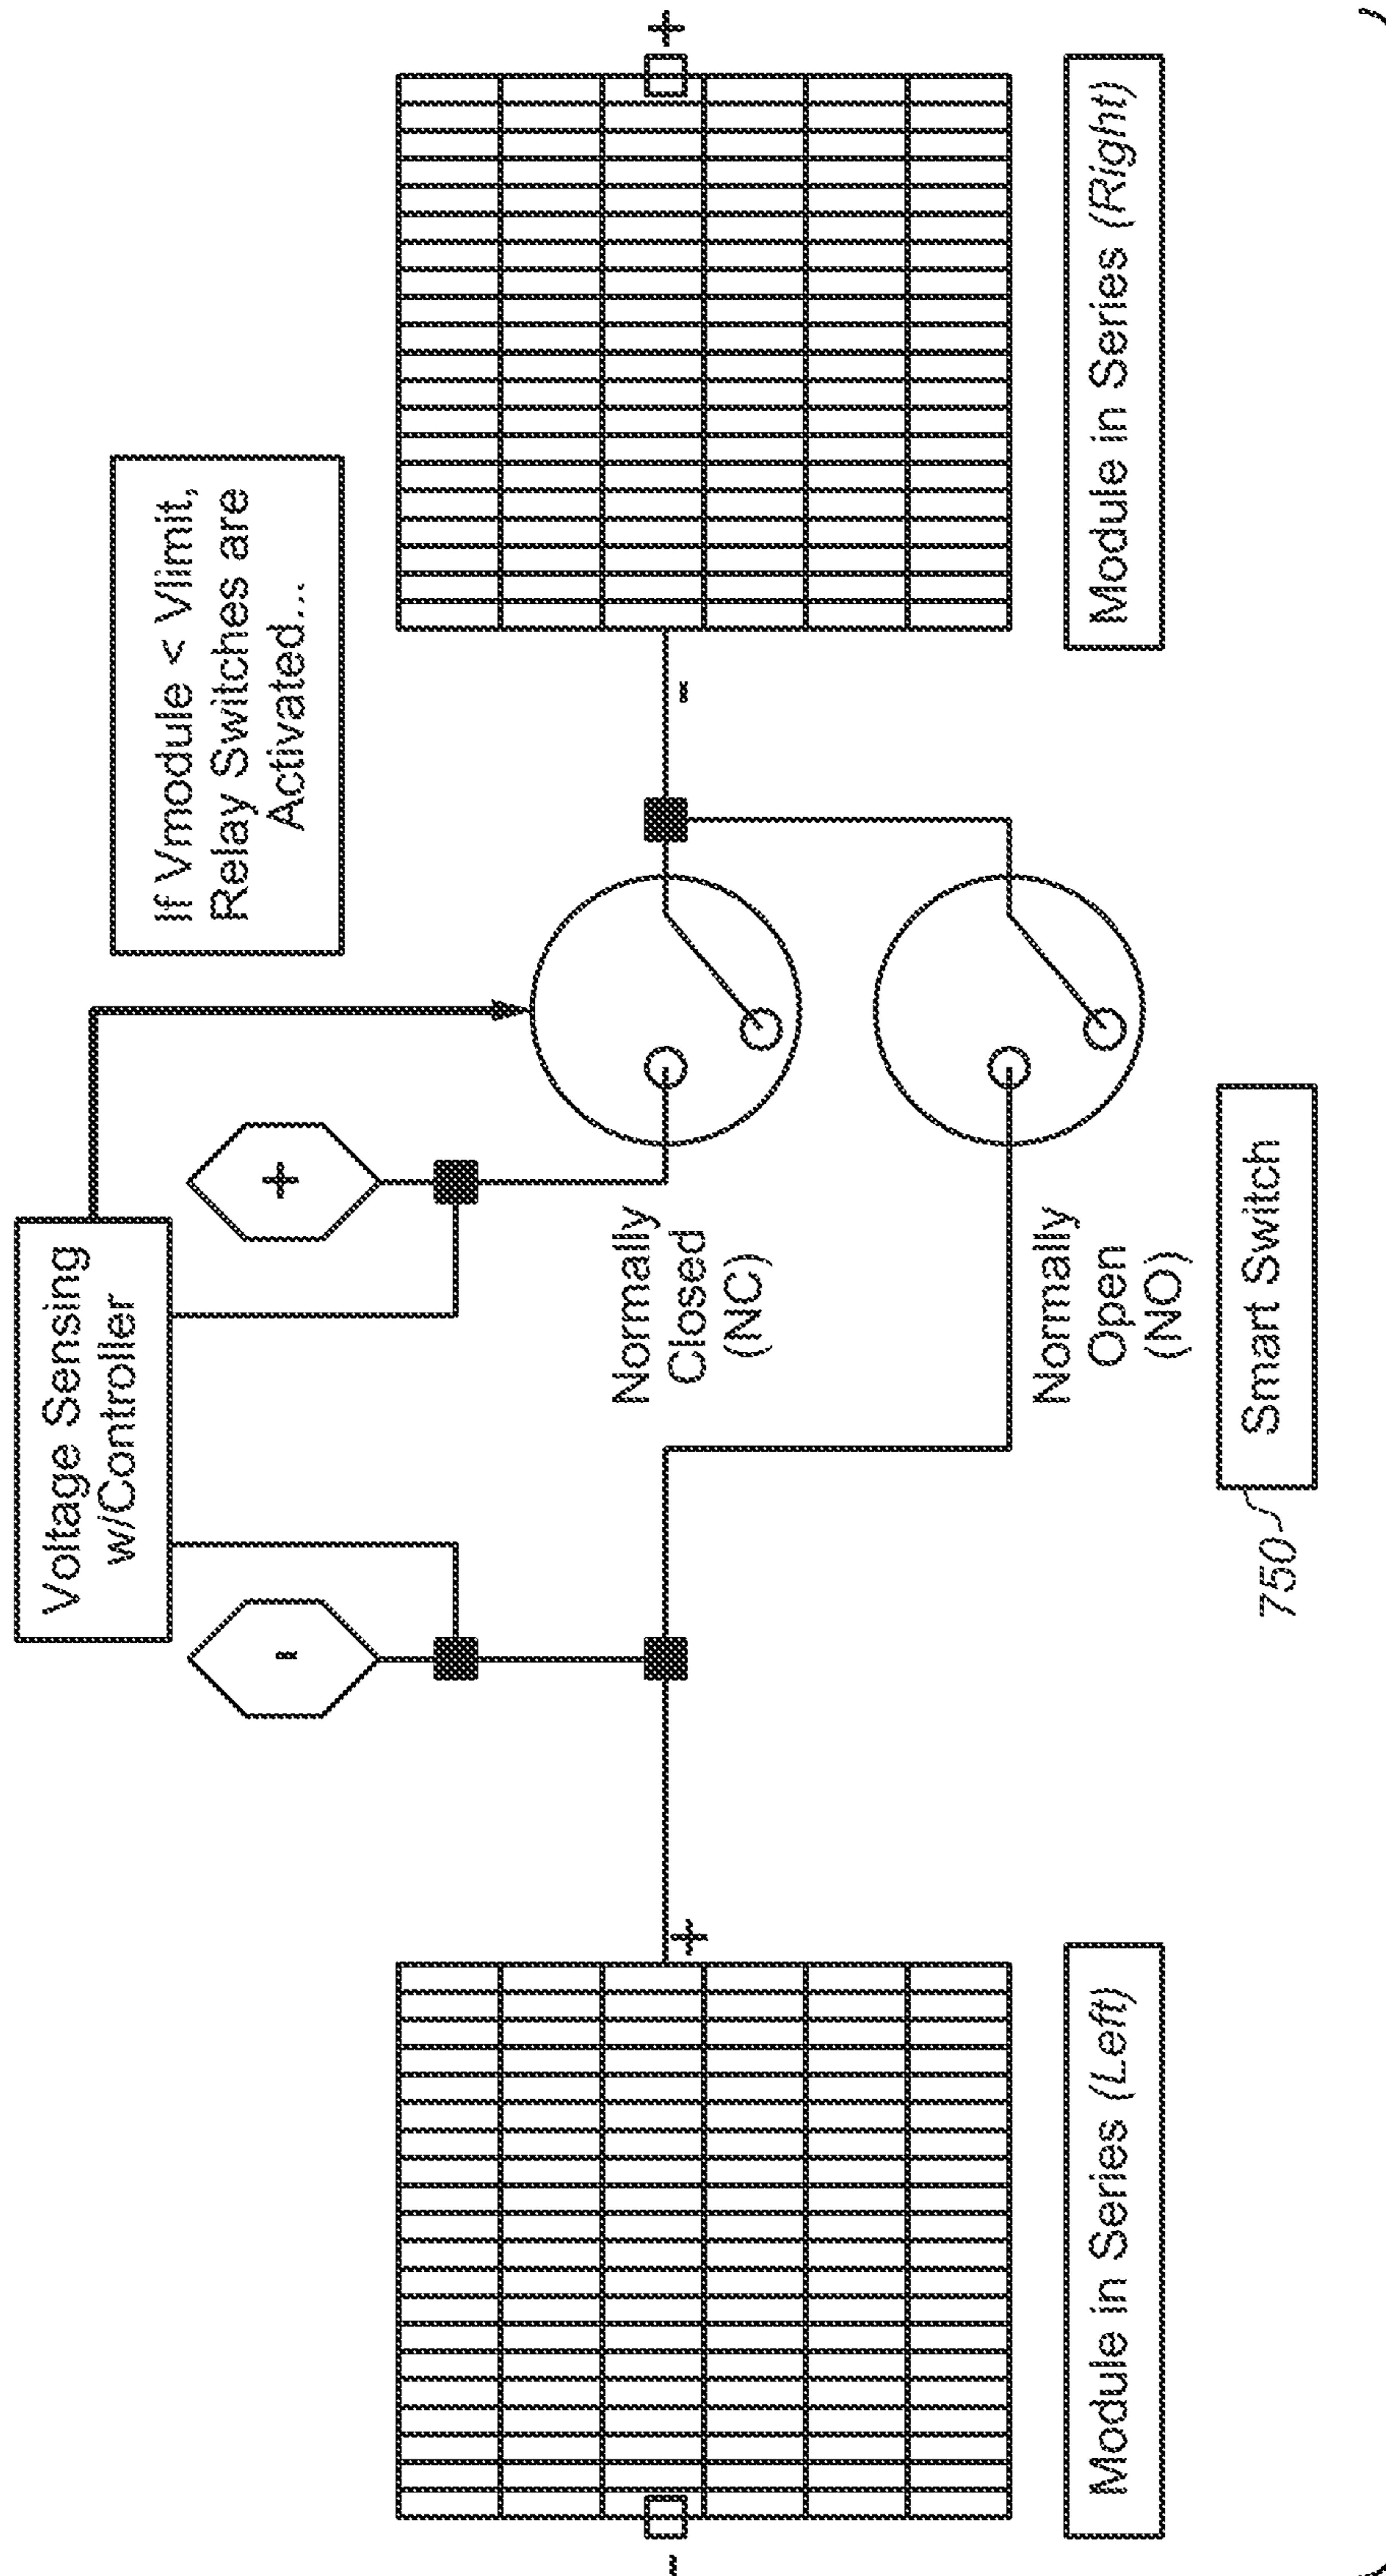 Voltage Sensing
w/Controller
If Vmodule < Vlimit,
Relay Switches are
Activated...
-
+
-
+
-
+
Normally
Closed
(NC)
Normally
Open
(NO)
Module in Series (Left)
750
Smart Switch
Module in Series (Right)